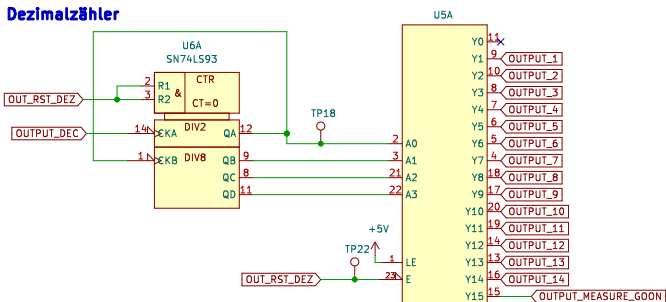 Dezimalzähler
U5A
U6A
SN74LS93
CTR
R1
R2
&
CT=0
2
3
OUT_RST_DEZ
DIV2
14
CKA
QA
12
OUTPUT_DEC
DIV8
1
CKB
QB
9
QC
8
QD
11
TP18
2
A0
3
A1
21
A2
22
A3
+5V
1
LE
TP22
OUT_RST_DEZ
23
E
Y0
11
Y1
9
OUTPUT_1
Y2
10
OUTPUT_2
Y3
8
OUTPUT_3
Y4
7
OUTPUT_4
Y5
6
OUTPUT_5
Y6
5
OUTPUT_6
Y7
4
OUTPUT_7
Y8
18
OUTPUT_8
Y9
17
OUTPUT_9
Y10
20
OUTPUT_10
Y11
19
OUTPUT_11
Y12
14
OUTPUT_12
Y13
13
OUTPUT_13
Y14
16
OUTPUT_14
Y15
15
OUTPUT_MEASURE_GOON